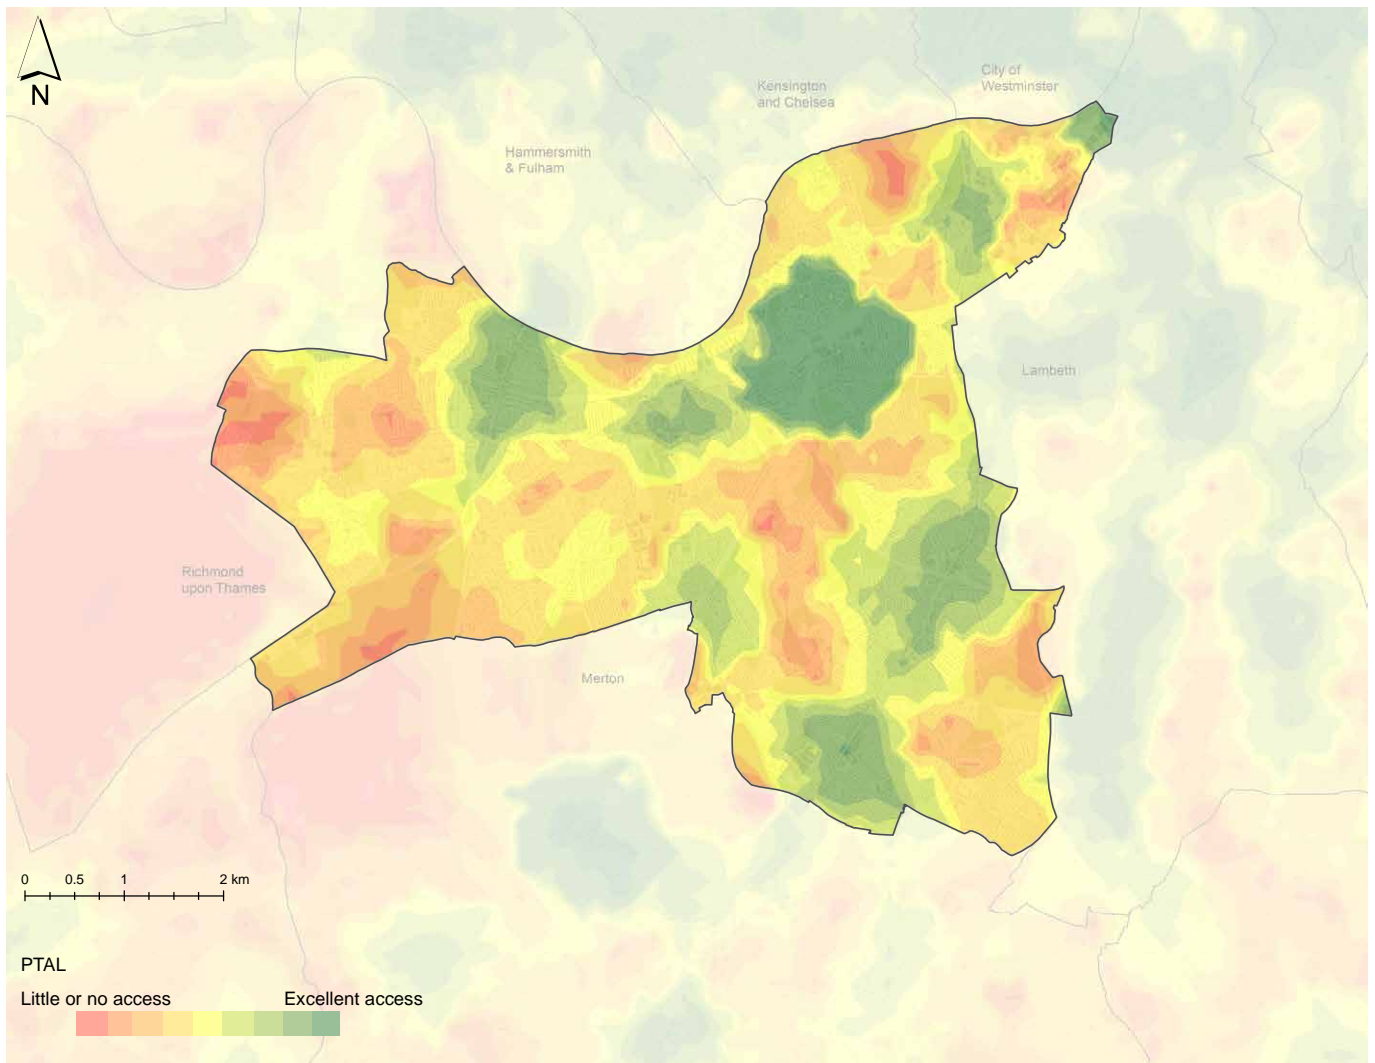 N
Kensington
and Chelsea
City of
Westminster
Hammersmith
& Fulham
Lambeth
Richmond
upon Thames
Merton
0 0.5 1 2 km
PTAL
Little or no access Excellent access